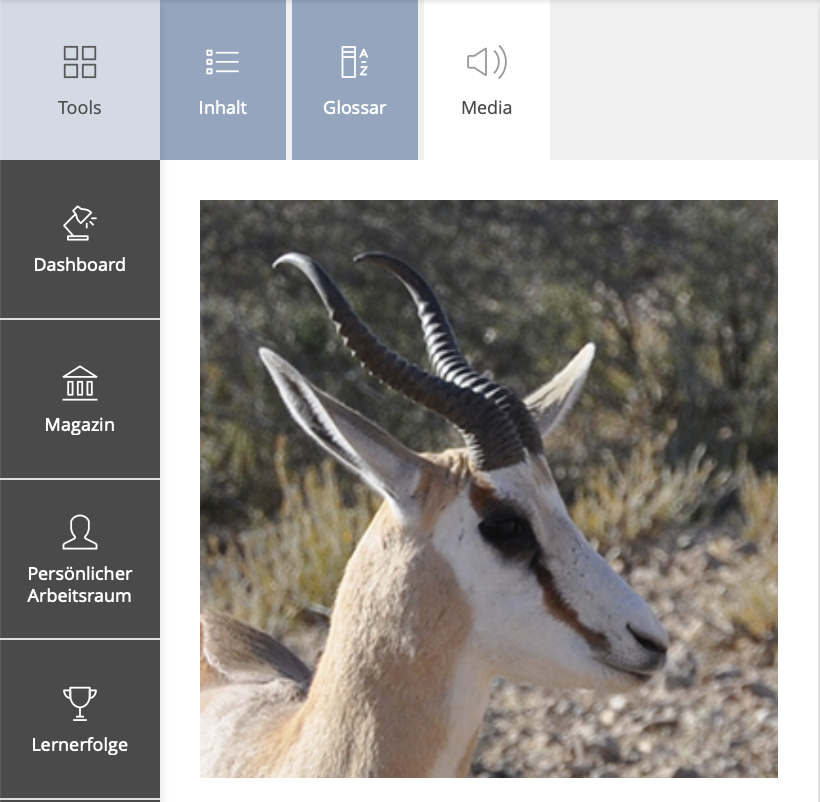 Tools
Inhalt
Glossar
Media
A
Z
Dashboard
Magazin
Persönlicher
Arbeitsraum
Lernerfolge